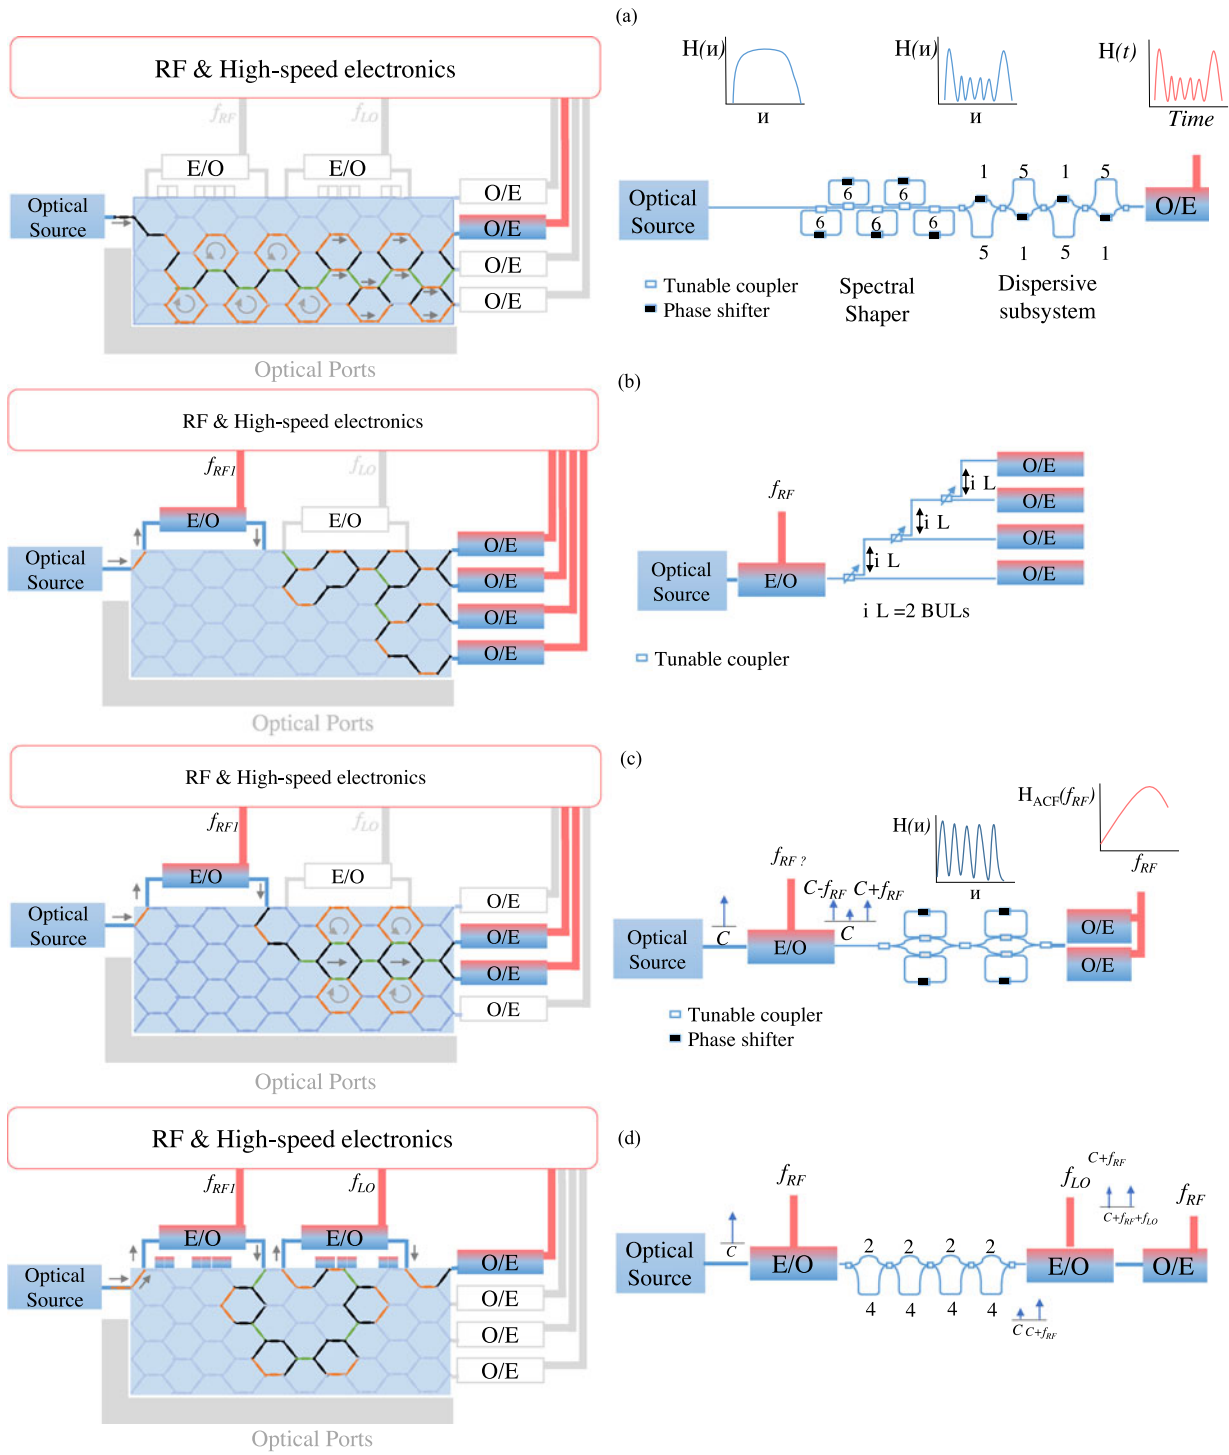 (a)
RF & High-speed electronics
fRF
fLO
E/O
E/O
Optical
Source
O/E
O/E
O/E
O/E
Optical Ports
H(и)
и
H(и)
и
H(t)
Time
Optical
Source
6
6
6
6
6
1
5
1
5
5
1
5
1
O/E
Tunable coupler
Phase shifter
Spectral
Shaper
Dispersive
subsystem
(b)
RF & High-speed electronics
fRF1
fLO
E/O
E/O
Optical
Source
O/E
O/E
O/E
O/E
Optical Ports
fRF
Optical
Source
E/O
i L
i L
i L
O/E
O/E
O/E
O/E
i L =2 BULs
Tunable coupler
(c)
RF & High-speed electronics
fRF1
fLO
E/O
E/O
Optical
Source
O/E
O/E
O/E
O/E
Optical Ports
HACF(fRF)
fRF
H(и)
и
fRF ?
C-fRF C+fRF
C
C
Optical
Source
E/O
O/E
O/E
Tunable coupler
Phase shifter
(d)
RF & High-speed electronics
fRF1
fLO
E/O
E/O
Optical
Source
O/E
O/E
O/E
O/E
Optical Ports
fRF
fLO
C+fRF
C+fRF+fLO
fRF
C
Optical
Source
E/O
2
2
2
2
4
4
4
4
C C+fRF
E/O
O/E